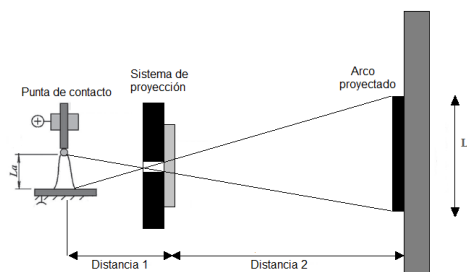 Punta de contacto
Sistema de
proyección
Arco
proyectado
La
L
Distancia 1
Distancia 2